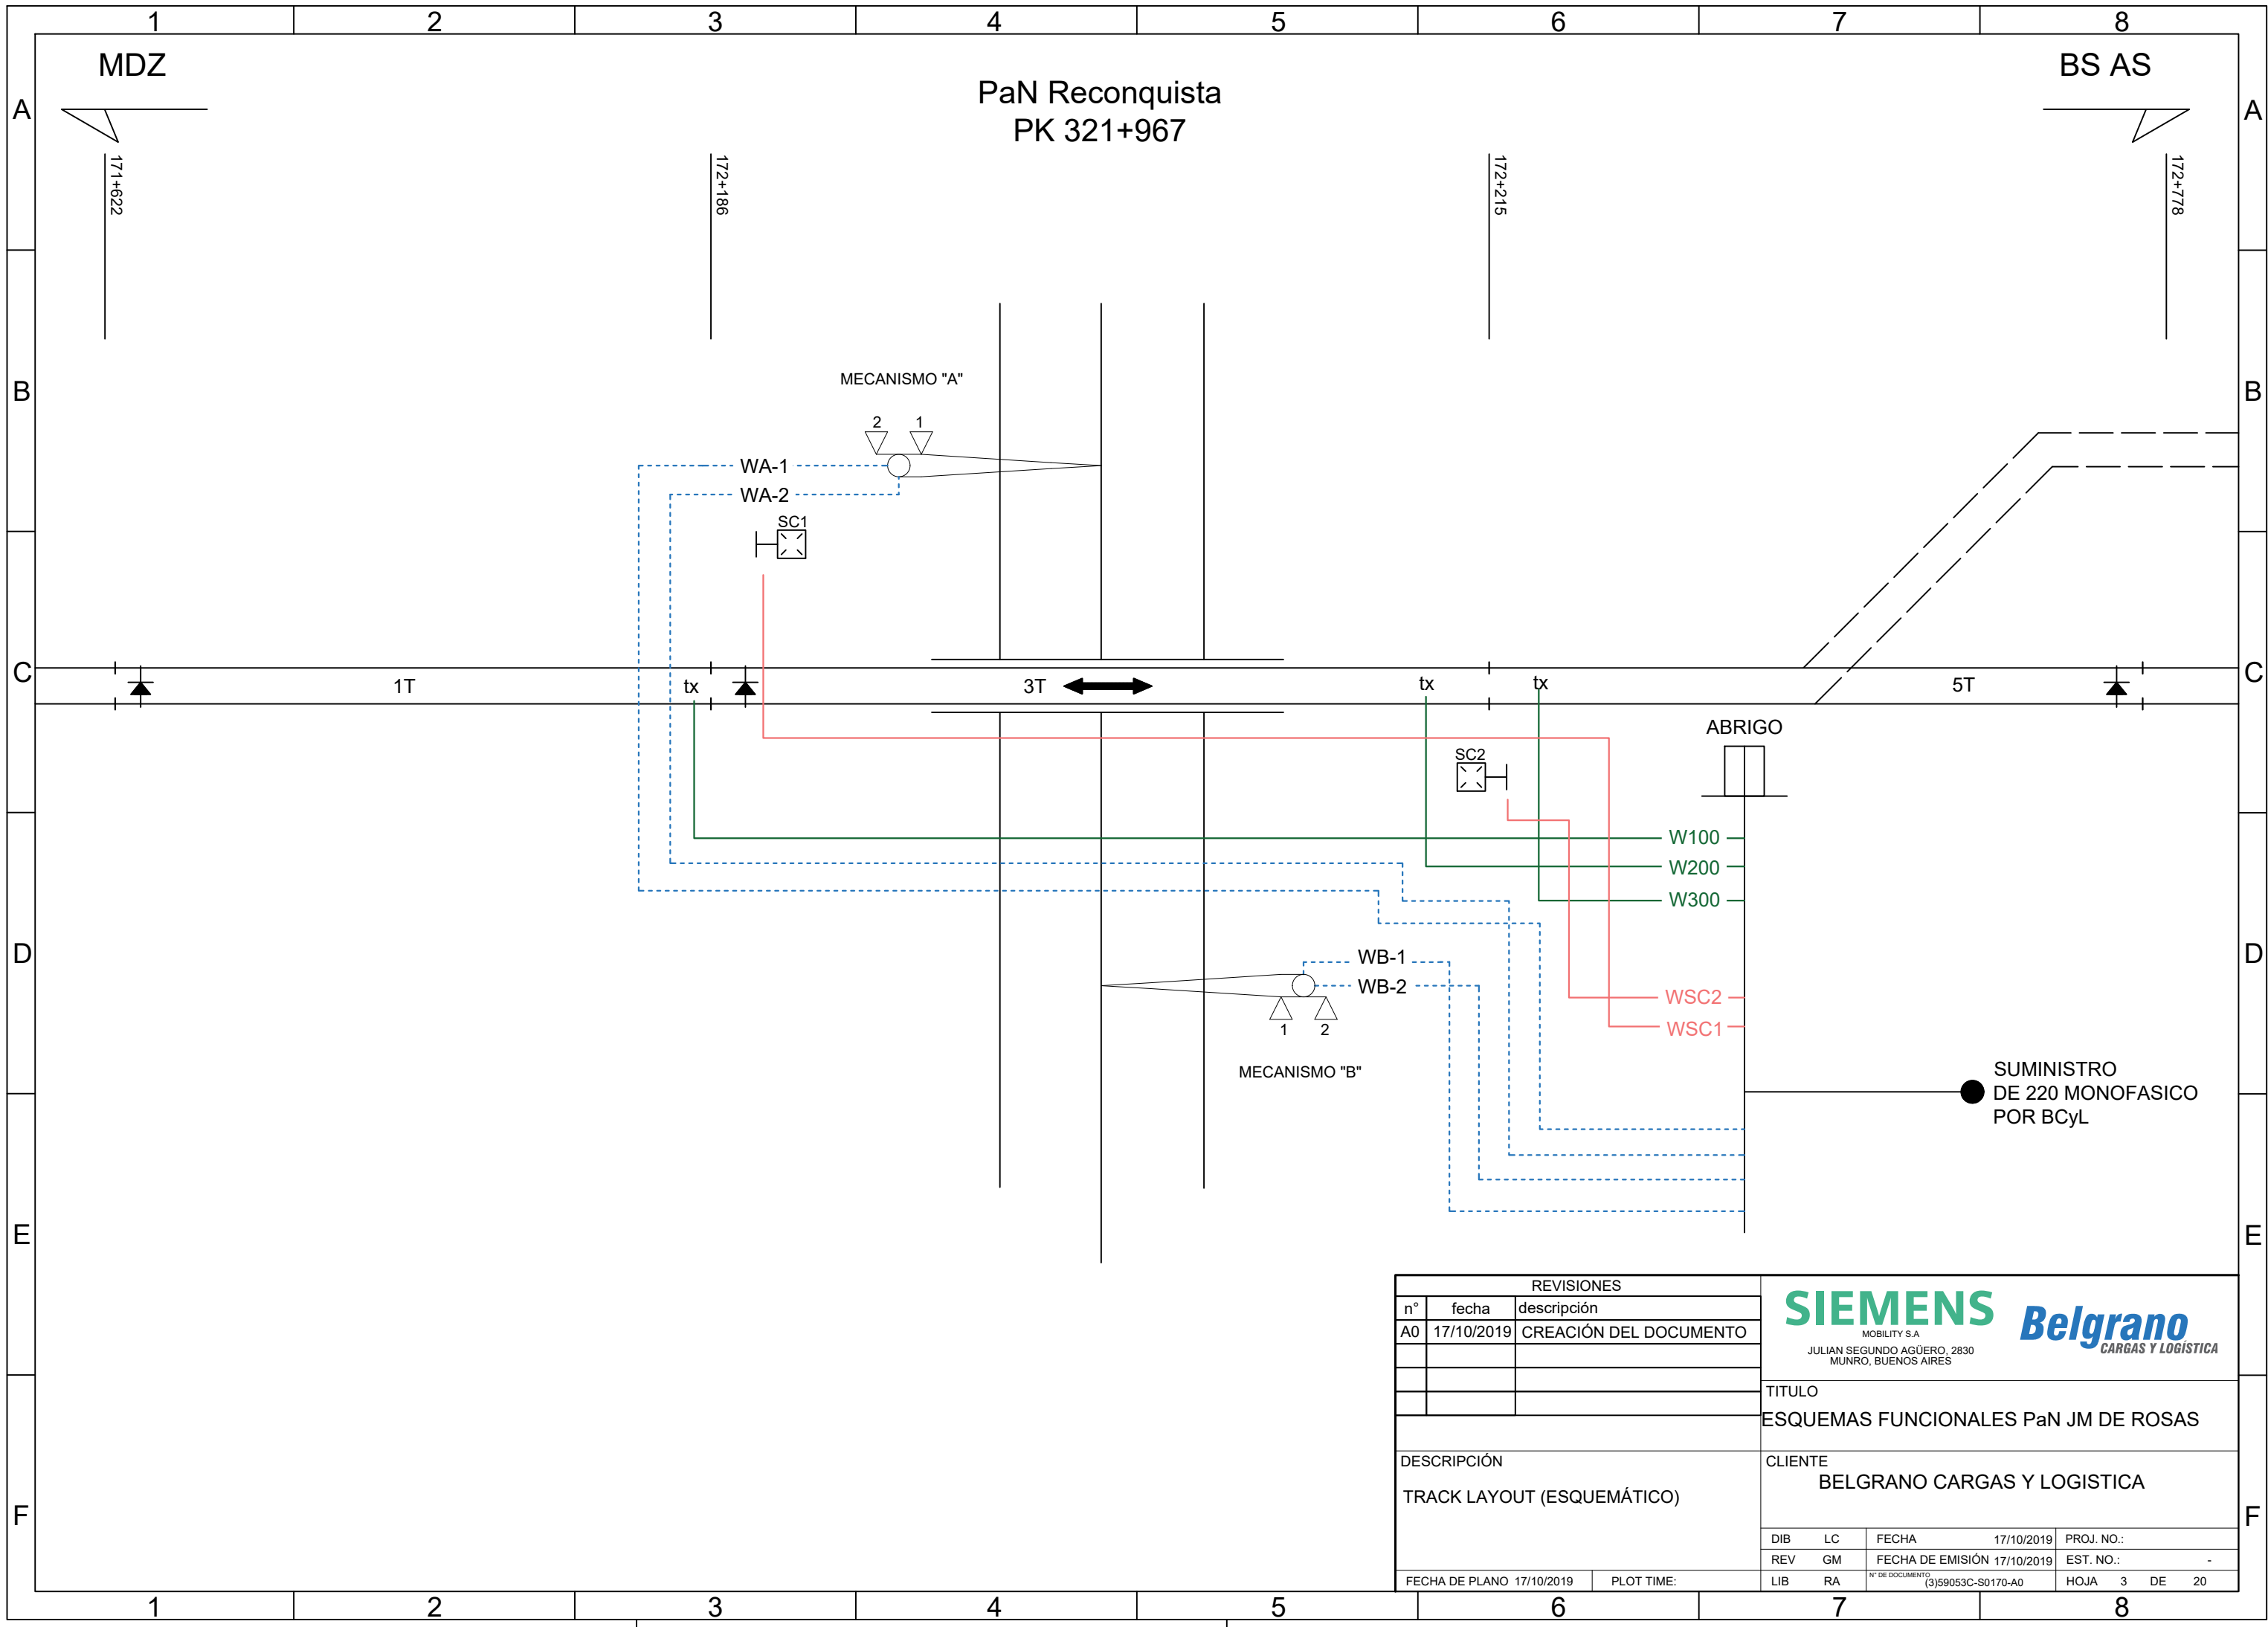 1 2 3 4 5 6 7 8
MDZ
BS AS
PaN Reconquista
PK 321+967
A
A
171+622
172+186
172+215
172+778
B
B
MECANISMO "A"
2 1
WA-1
WA-2
SC1
C
C
1T
tx
3T
tx
tx
5T
ABRIGO
SC2
W100
W200
W300
D
D
WB-1
WB-2
WSC2
WSC1
1 2
MECANISMO "B"
SUMINISTRO
DE 220 MONOFASICO
POR BCyL
E
E
REVISIONES
n° fecha descripción
A0 17/10/2019 CREACIÓN DEL DOCUMENTO
SIEMENS
MOBILITY S.A
JULIAN SEGUNDO AGÜERO, 2830
MUNRO, BUENOS AIRES
Belgrano
CARGAS Y LOGÍSTICA
TITULO
ESQUEMAS FUNCIONALES PaN JM DE ROSAS
DESCRIPCIÓN
TRACK LAYOUT (ESQUEMÁTICO)
CLIENTE
BELGRANO CARGAS Y LOGISTICA
F
F
DIB LC FECHA 17/10/2019 PROJ. NO.:
REV GM FECHA DE EMISIÓN 17/10/2019 EST. NO.: -
FECHA DE PLANO 17/10/2019 PLOT TIME:
LIB RA N° DE DOCUMENTO (3)59053C-S0170-A0 HOJA 3 DE 20
1 2 3 4 5 6 7 8